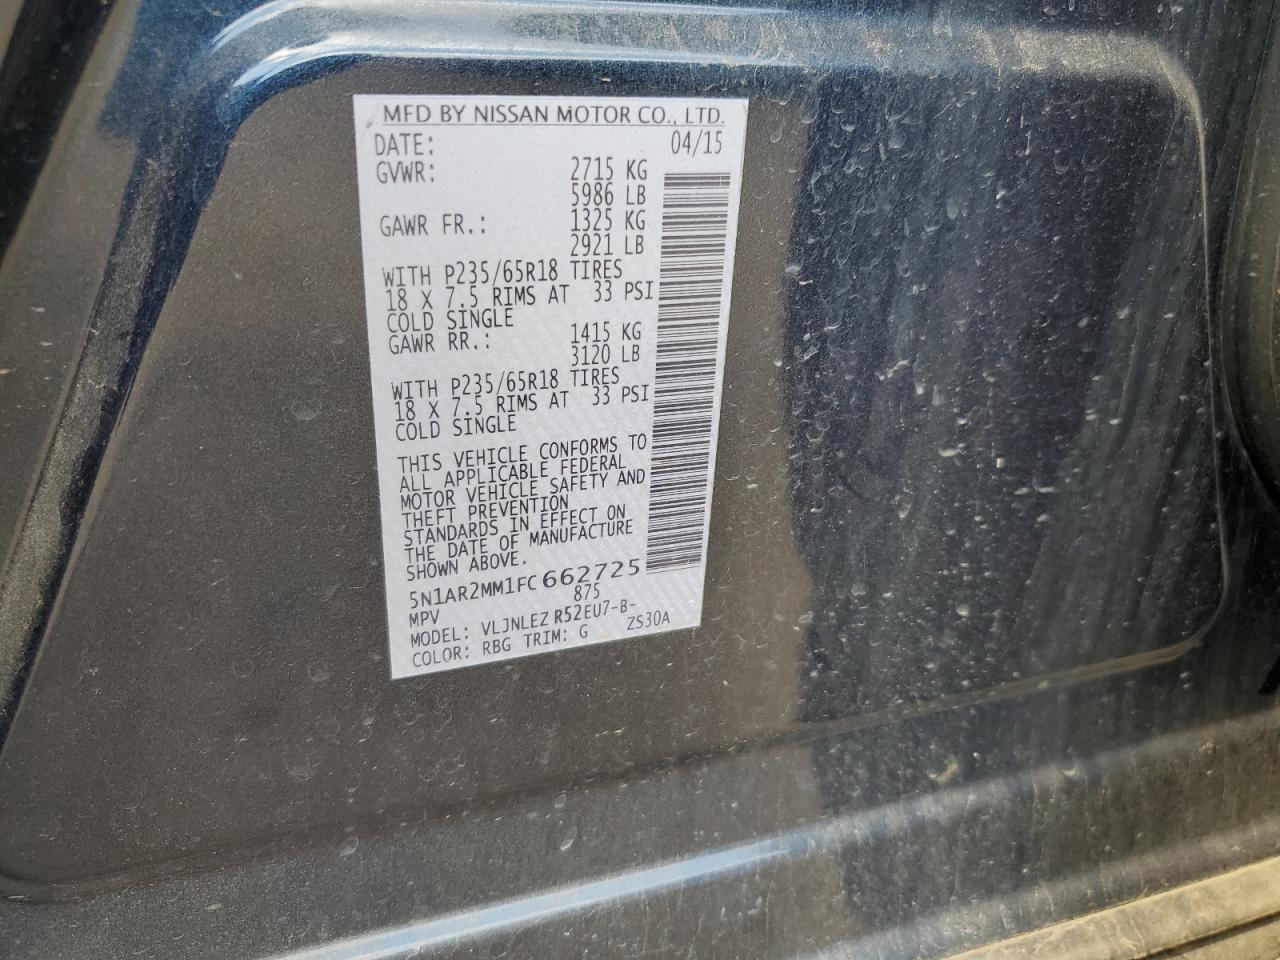 MFD BY NISSAN MOTOR CO., LTD.
DATE: 04/15
GVWR: 2715 KG
5986 LB
GAWR FR.: 1325 KG
2921 LB
WITH P235/65R18 TIRES
18 X 7.5 RIMS AT 33 PSI
COLD SINGLE
GAWR RR.: 1415 KG
3120 LB
WITH P235/65R18 TIRES
18 X 7.5 RIMS AT 33 PSI
COLD SINGLE
THIS VEHICLE CONFORMS TO
ALL APPLICABLE FEDERAL
MOTOR VEHICLE SAFETY AND
THEFT PREVENTION
STANDARDS IN EFFECT ON
THE DATE OF MANUFACTURE
SHOWN ABOVE.
5N1AR2MM1FC662725
MPV 875
MODEL: VLJNLEZ R52EU7-B-
COLOR: RBG TRIM: G ZS30A